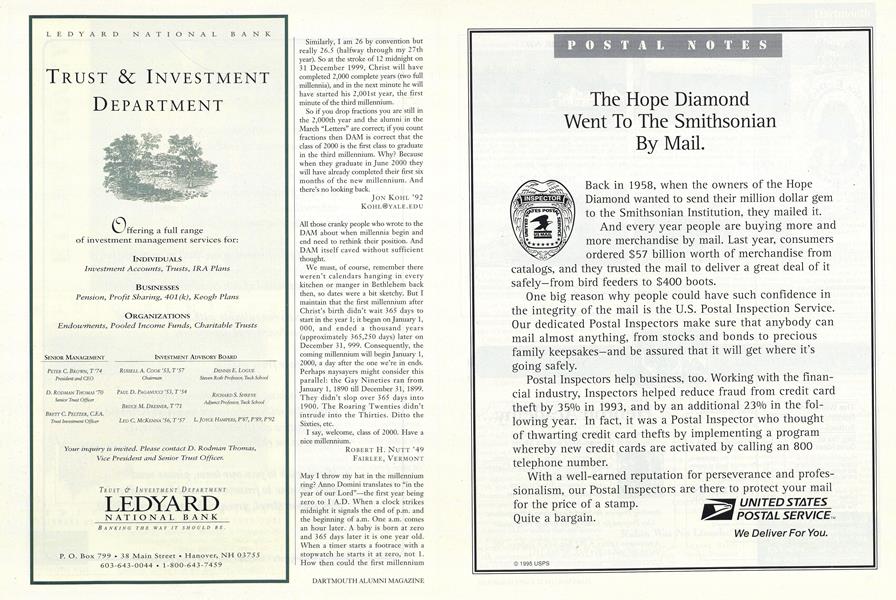 LEDYARD NATIONAL BANK
TRUST & INVESTMENT
DEPARTMENT
Offering a full range
of investment management services for:
INDIVIDUALS
Investment Accounts, Trusts, IRA Plans
BUSINESSES
Pension, Profit Sharing, 401(k), Keogh Plans
ORGANIZATIONS
Endowments, Pooled Income Funds, Charitable Trusts
SENIOR MANAGEMENT
PETER C. BROWN, T'74
President and CEO
D. RODMAN THOMAS '70
Senior Trust Officer
BRETT C. PELTZER, C.F.A.
Trust Investment Officer
INVESTMENT ADVISORY BOARD
RUSSELL A. COOK '53, T'57
Chairman
PAUL D. PAGANUCCI '53, T'54
BRUCE M. DRESNER, T'71
LEO C. MCKENNA '56, T'57
DENNIS E. LOGUE
Steven Roth Professor, Tuck School
RICHARD S. SHREVE
Adjunct Professor, Tuck School
L. JOYCE HAMPERS, P'87, P'89, P'92
Your inquiry is invited. Please contact D. Rodman Thomas,
Vice President and Senior Trust Officer.
TRUST & INVESTMENT DEPARTMENT
LEDYARD
NATIONAL BANK
BANKING THE WAY IT SHOULD BE.
P. O. Box 799 • 38 Main Street • Hanover, NH 03755
603-643-0044 • 1-800-643-7459
Similarly, I am 26 by convention but
really 26.5 (halfway through my 27th
year). So at the stroke of 12 midnight on
31 December 1999, Christ will have
completed 2,000 complete years (two full
millennia), and in the next minute he will
have started his 2,001st year, the first
minute of the third millennium.
So if you drop fractions you are still in
the 2,000th year and the alumni in the
March "Letters" are correct; if you count
fractions then DAM is correct that the
class of 2000 is the first class to graduate
in the third millennium. Why? Because
when they graduate in June 2000 they
will have already completed their first six
months of the new millennium. And
there's no looking back.
JON KOHL '92
KOHL@YALE.EDU
All those cranky people who wrote to the
DAM about when millennia begin and
end need to rethink their position. And
DAM itself caved without sufficient
thought.
We must, of course, remember there
weren't calendars hanging in every
kitchen or manger in Bethlehem back
then, so dates were a bit sketchy. But I
maintain that the first millennium after
Christ's birth didn't wait 365 days to
start in the year 1; it began on January 1,
000, and ended a thousand years
(approximately 365,250 days) later on
December 31, 999. Consequently, the
coming millennium will begin January 1,
2000, a day after the one we're in ends.
Perhaps naysayers might consider this
parallel: the Gay Nineties ran from
January 1, 1890 till December 31, 1899.
They didn't slop over 365 days into
1900. The Roaring Twenties didn't
intrude into the Thirties. Ditto the
Sixties, etc.
I say, welcome, class of 2000. Have a
nice millennium.
ROBERT H. NUTT '49
FAIRLEE, VERMONT
May I throw my hat in the millennium
ring? Anno Domini translates to "in the
year of our Lord"—the first year being
zero to 1 A.D. When a clock strikes
midnight it signals the end of p.m. and
the beginning of a.m. One a.m. comes
an hour later. A baby is born at zero
and 365 days later it is one year old.
When a timer starts a footrace with a
stopwatch he starts it at zero, not 1.
How then could the first millennium
DARTMOUTH ALUMNI MAGAZINE
POSTAL NOTES
The Hope Diamond
Went To The Smithsonian
By Mail.
INSPECTOR
UNITED STATES POSTAL
US MAIL
Back in 1958, when the owners of the Hope
Diamond wanted to send their million dollar gem
to the Smithsonian Institution, they mailed it.
And every year people are buying more and
more merchandise by mail. Last year, consumers
ordered $57 billion worth of merchandise from
catalogs, and they trusted the mail to deliver a great deal of it
safely—from bird feeders to $400 boots.
One big reason why people could have such confidence in
the integrity of the mail is the U.S. Postal Inspection Service.
Our dedicated Postal Inspectors make sure that anybody can
mail almost anything, from stocks and bonds to precious
family keepsakes—and be assured that it will get where it's
going safely.
Postal Inspectors help business, too. Working with the finan-
cial industry, Inspectors helped reduce fraud from credit card
theft by 35% in 1993, and by an additional 23% in the fol-
lowing year. In fact, it was a Postal Inspector who thought
of thwarting credit card thefts by implementing a program
whereby new credit cards are activated by calling an 800
telephone number.
With a well-earned reputation for perseverance and profes-
sionalism, our Postal Inspectors are there to protect your mail
for the price of a stamp.
Quite a bargain.
UNITED STATES
POSTAL SERVICE™
We Deliver For You.
© 1995 USPS